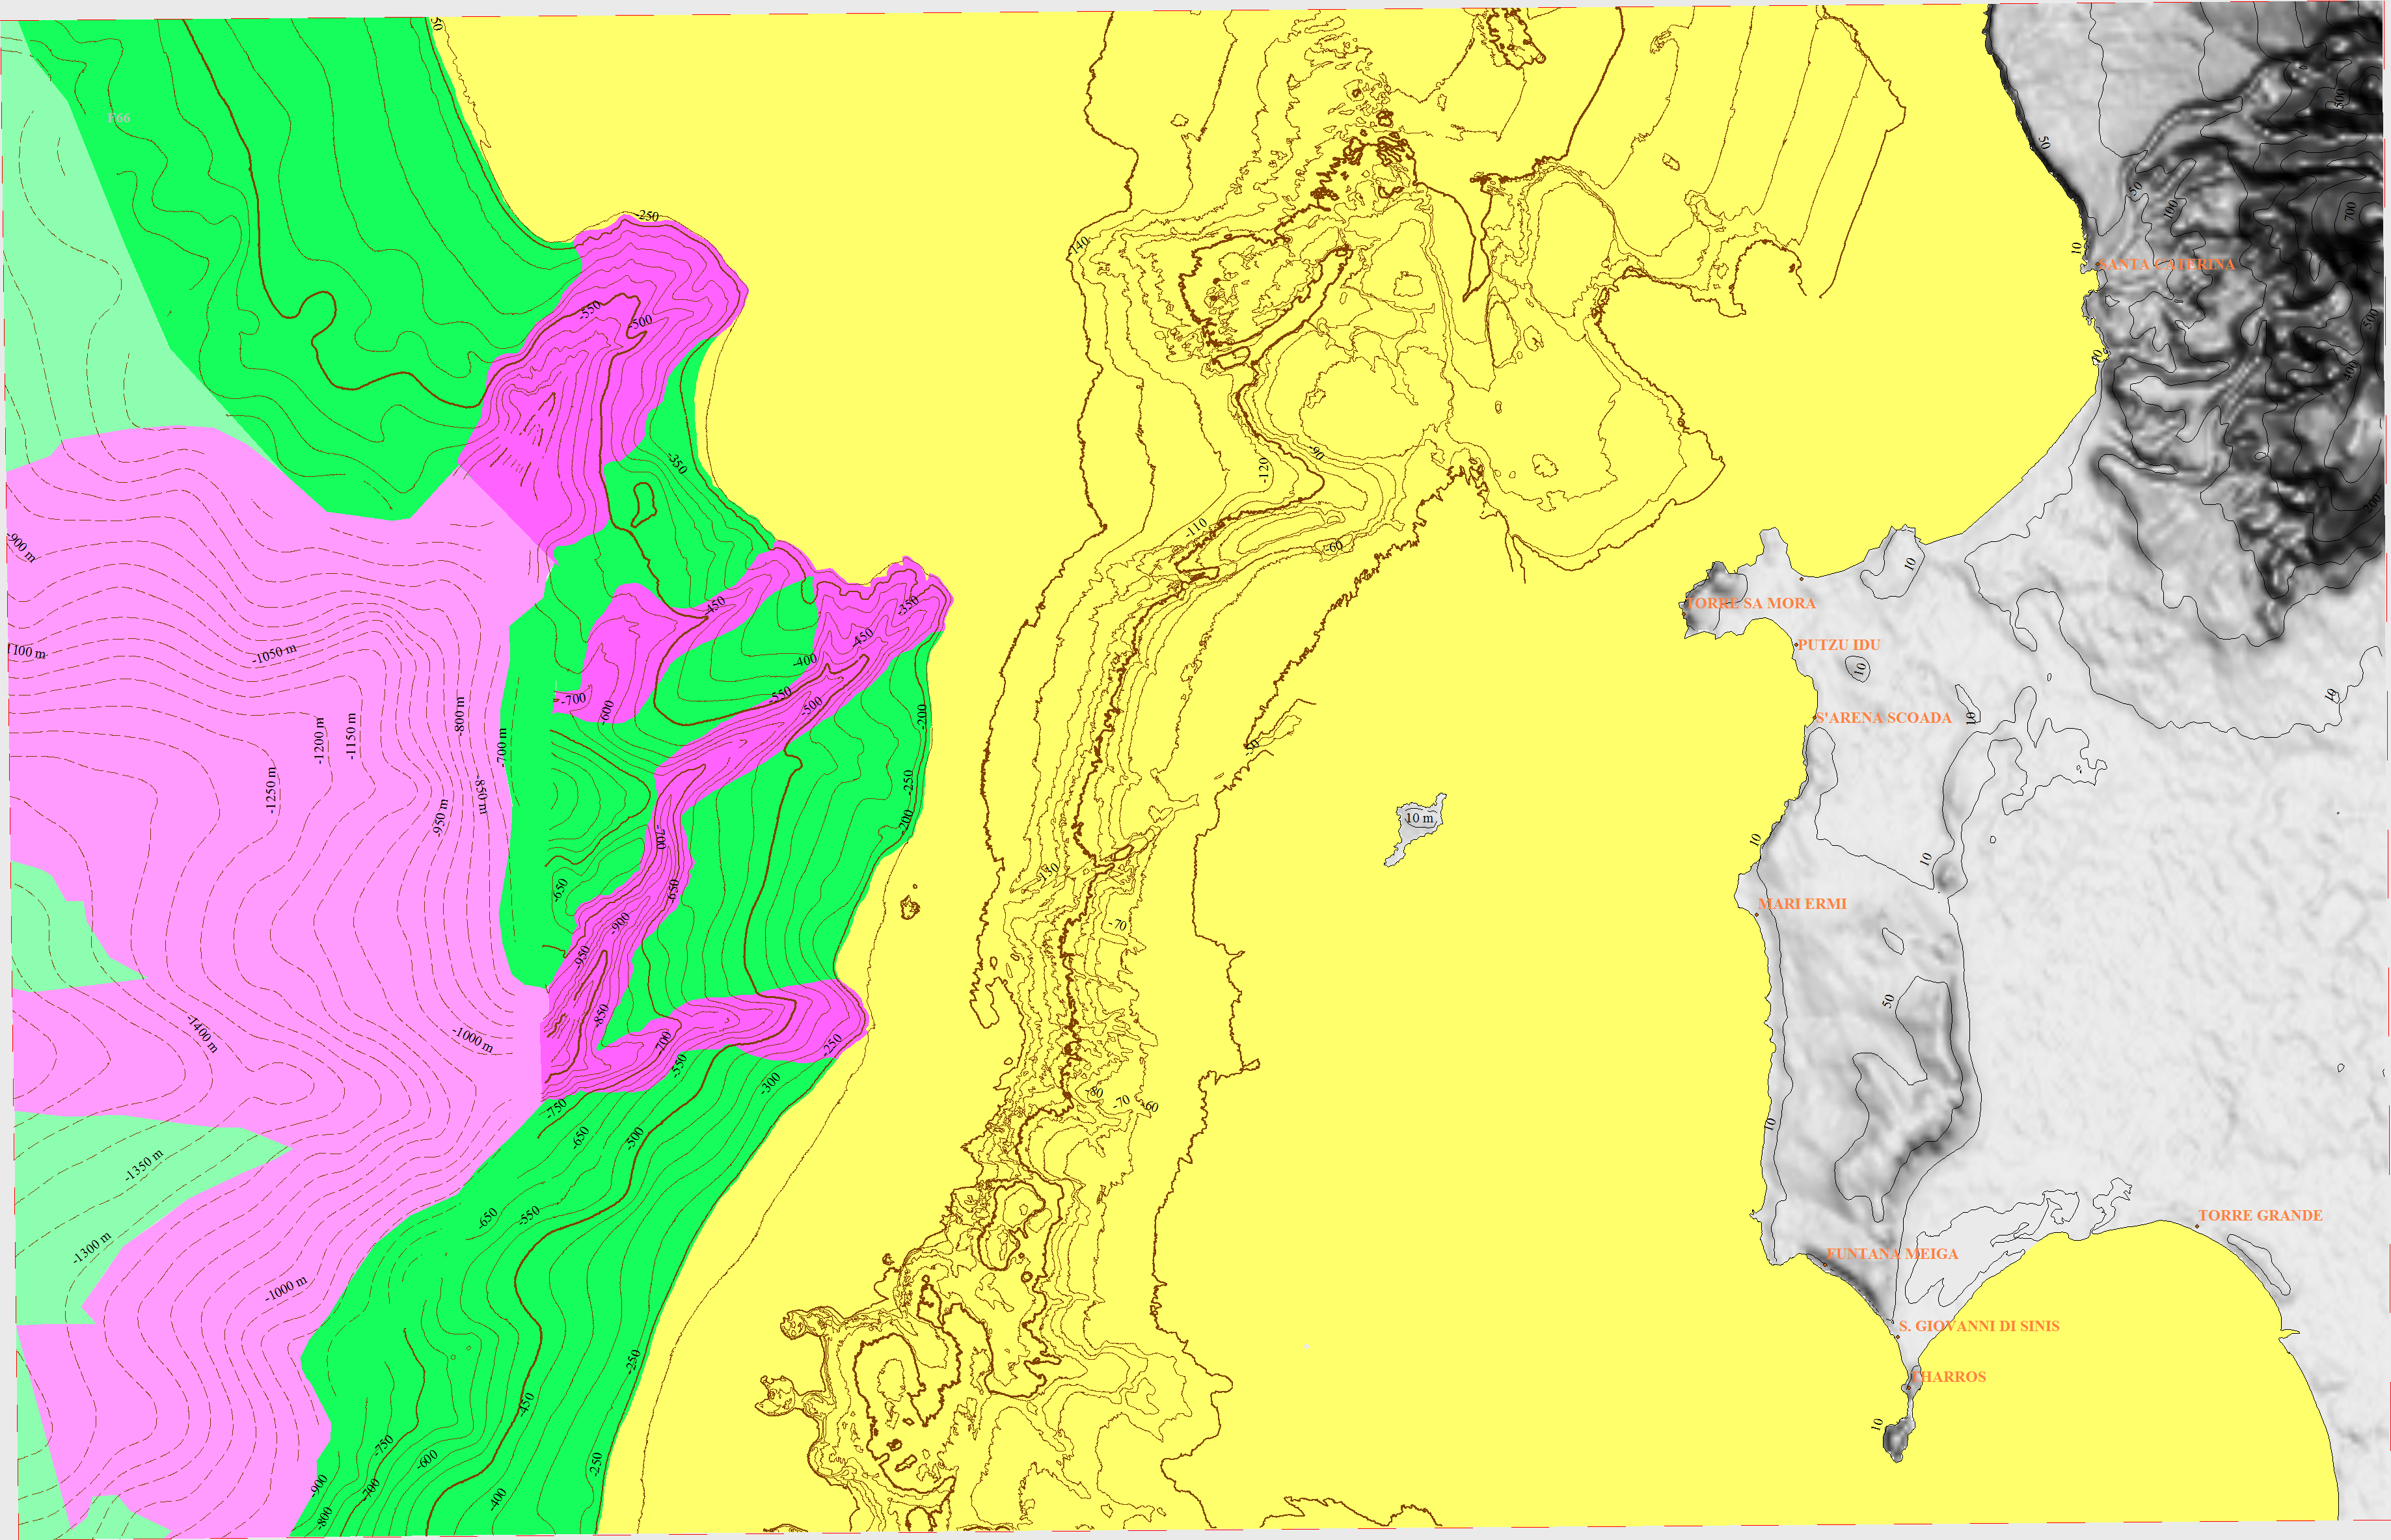 50
F66
500
50
-250
50
100
700
-140
10
SANTA CATERINA
-550
-500
500
10
400
-350
-90
-120
200
-900 m
-110
-60
10
-450
-350
TORRE SA MORA
-450
PUTZU IDU
1100 m
-1050 m
-400
10
-550
10
-700
-600
-500
-200
S'ARENA SCOADA
10
-800 m
-1200 m
-1150 m
-700 m
-50
-250
-1250 m
-850 m
-950 m
-200
10 m
-700
10
10
-130
-650
-650
MARI ERMI
-900
-70
-950
50
-850
-1400 m
-1000 m
700
-250
-550
-300
-80
-70
-60
-750
10
-650
-500
-1350 m
-650
-550
TORRE GRANDE
-1300 m
FUNTANA MEIGA
-1000 m
S. GIOVANNI DI SINIS
-250
THARROS
-450
10
-750
-600
-250
-900
-700
-400
-800